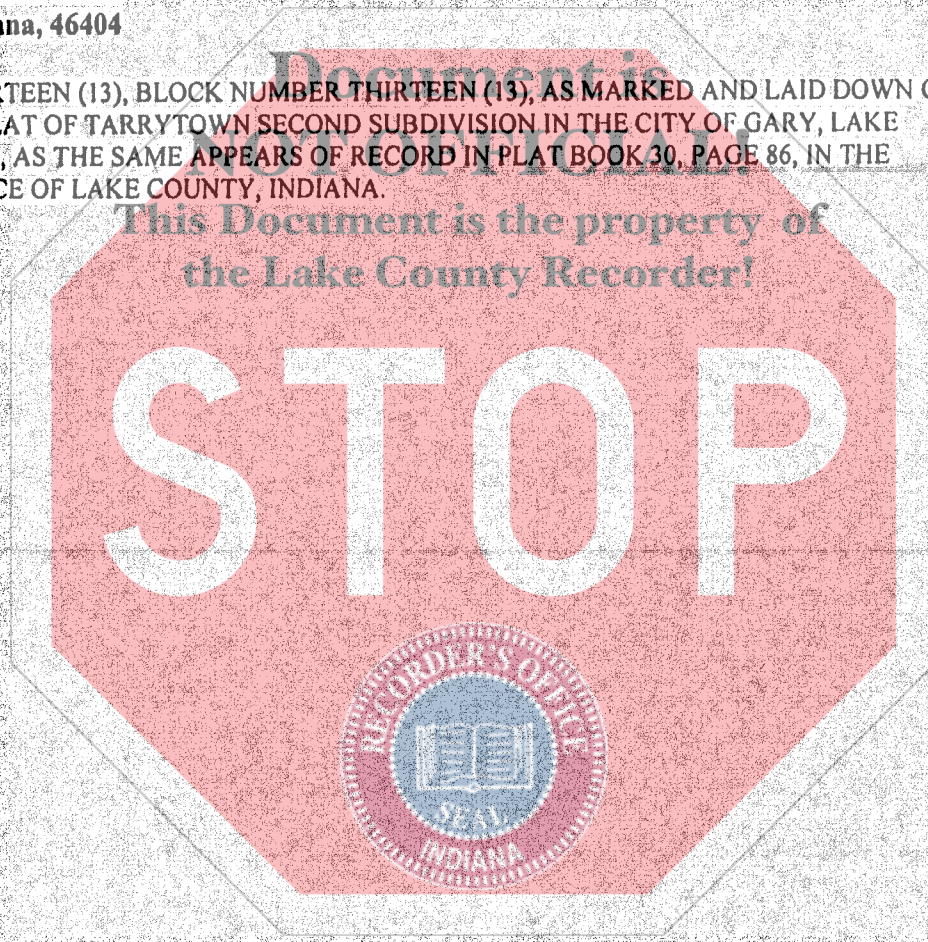 ana, 46404
Document is
RTEEN (13), BLOCK NUMBER THIRTEEN (13), AS MARKED AND LAID DOWN
LAT OF TARRYTOWN SECOND SUBDIVISION IN THE CITY OF GARY, LAKE
NOT OFFICIAL!
, AS THE SAME APPEARS OF RECORD IN PLAT BOOK 30, PAGE 86, IN THE
CE OF LAKE COUNTY, INDIANA.
This Document is the property of
the Lake County Recorder!
STOP
RECORDER'S OFFICE
SEAL
INDIANA